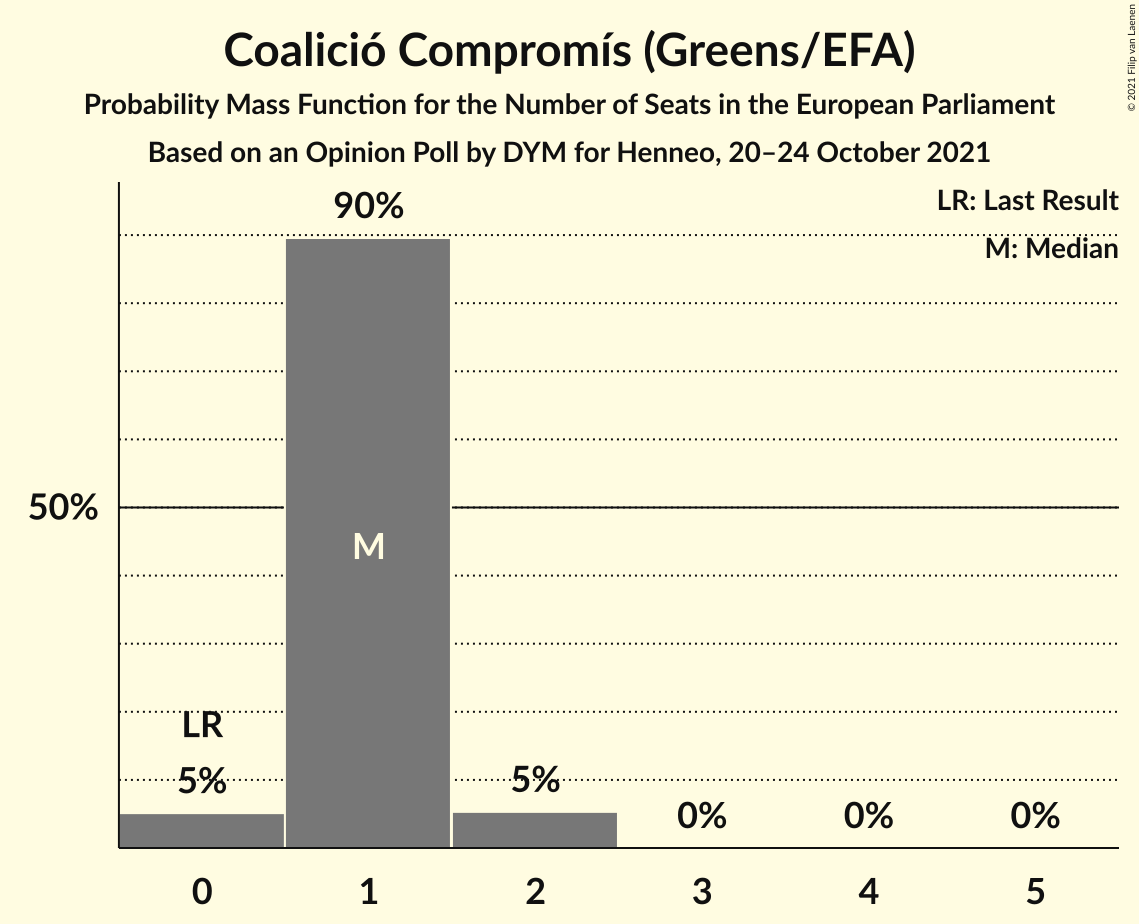 Coalició Compromís (Greens/EFA)
Probability Mass Function for the Number of Seats in the European Parliament
Based on an Opinion Poll by DYM for Henneo, 20–24 October 2021
© 2021 Filip van Laenen
LR: Last Result
M: Median
90%
50%
M
LR
5%
5%
0%
0%
0%
0
1
2
3
4
5